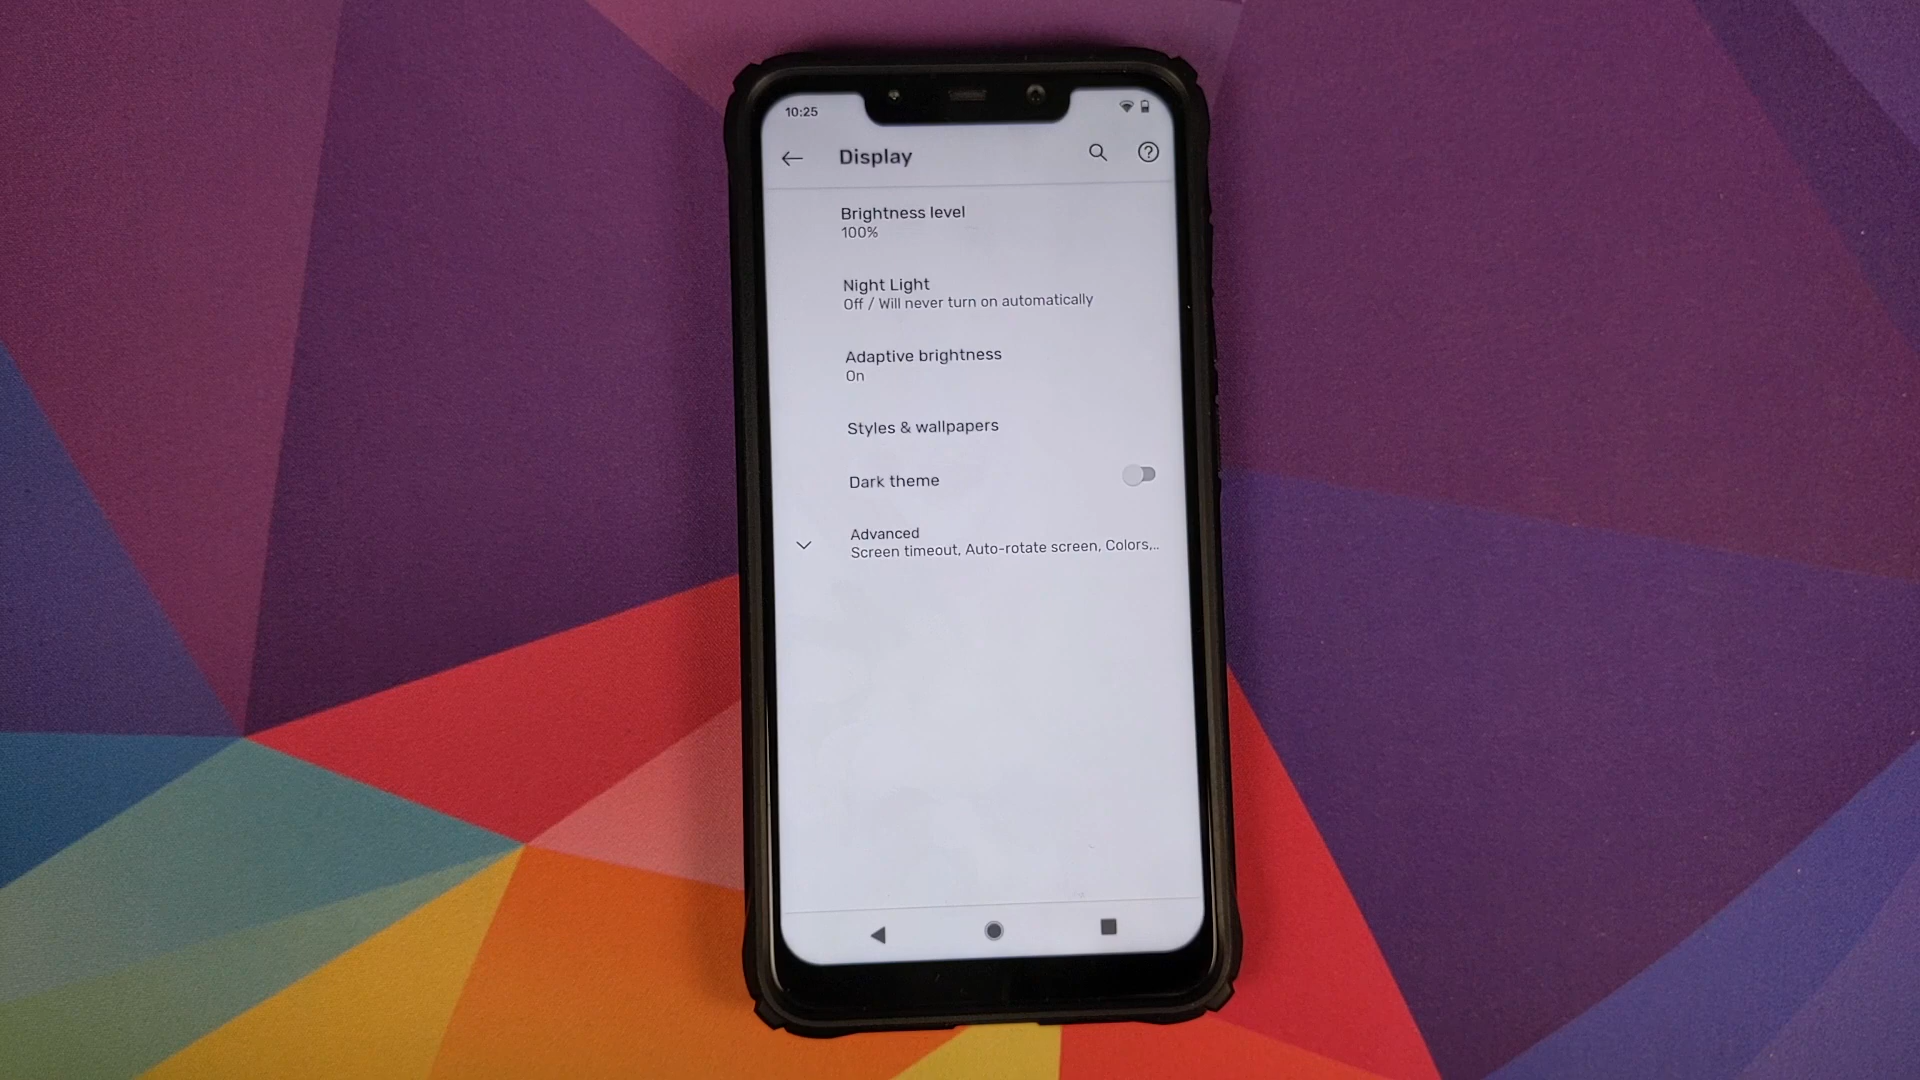 10:25
Display
Brightness level
100%
Night Light
Off / Will never turn on automatically
Adaptive brightness
On
Styles & wallpapers
Dark theme
Advanced
Screen timeout, Auto-rotate screen, Colors,..